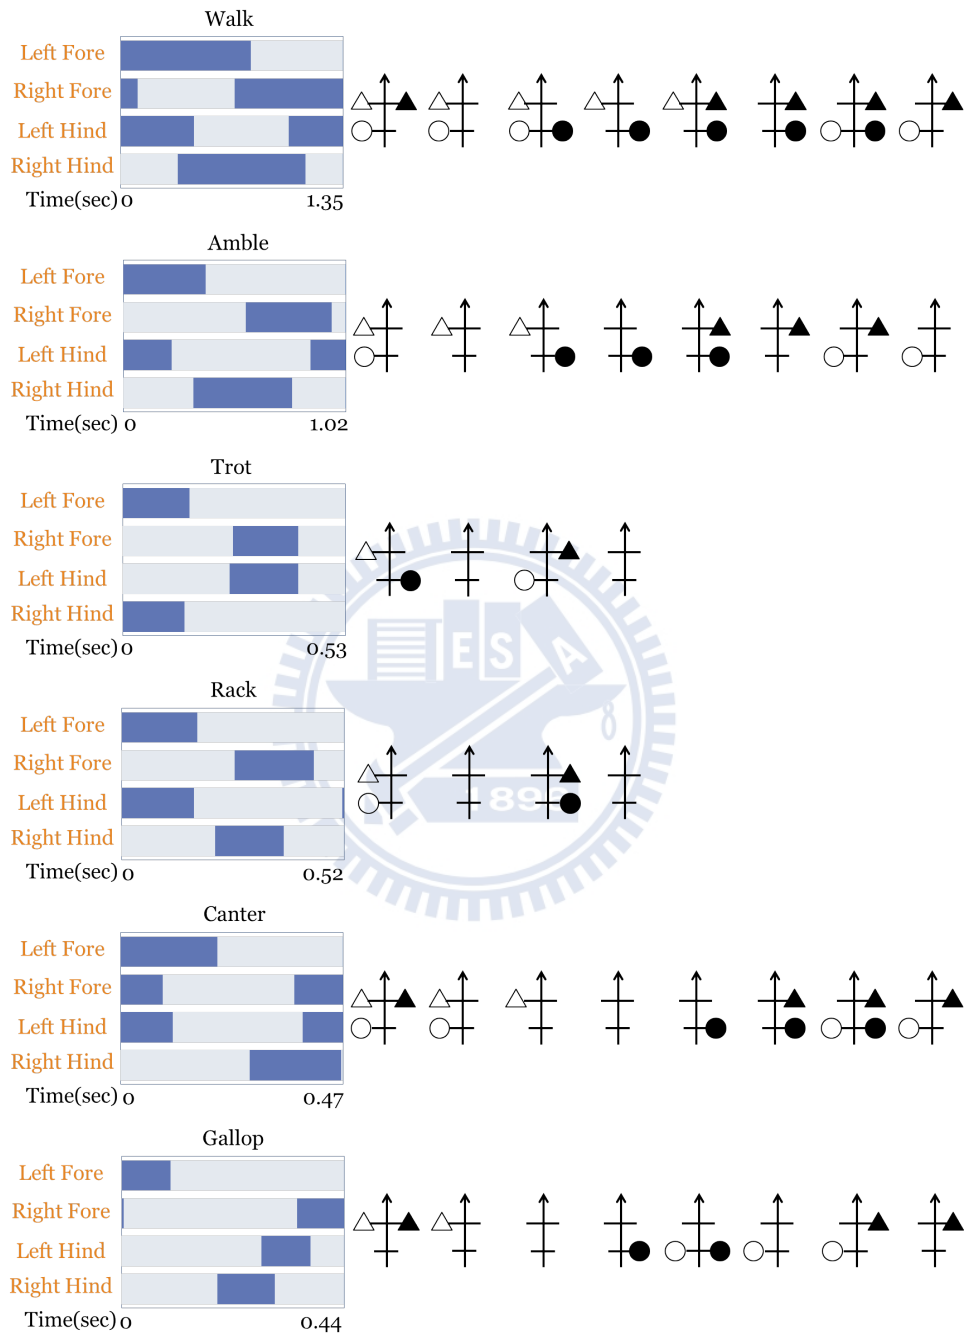 Walk
Left Fore
Right Fore
Left Hind
Right Hind
Time(sec) 0 1.35
Amble
Left Fore
Right Fore
Left Hind
Right Hind
Time(sec) 0 1.02
Trot
Left Fore
Right Fore
Left Hind
Right Hind
Time(sec) 0 0.53
ESA
Rack
Left Fore
Right Fore
Left Hind
Right Hind
1896
Time(sec) 0 0.52
Canter
Left Fore
Right Fore
Left Hind
Right Hind
Time(sec) 0 0.47
Gallop
Left Fore
Right Fore
Left Hind
Right Hind
Time(sec) 0 0.44